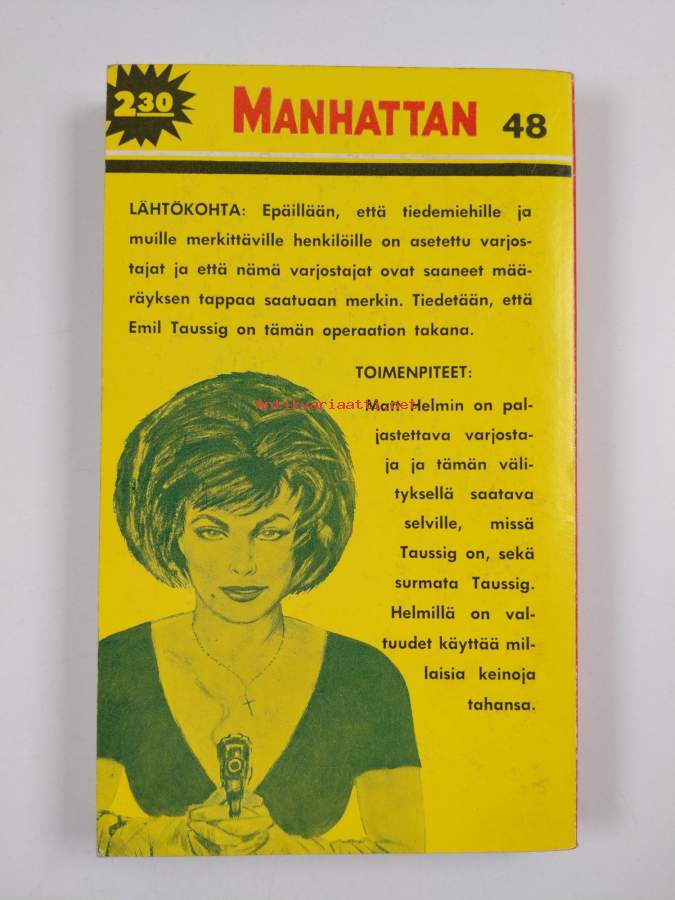 2 30
MANHATTAN 48
LÄHTÖKOHTA: Epäillään, että tiedemiehille ja
muille merkittäville henkilöille on asetettu varjos-
tajat ja että nämä varjostajat ovat saaneet mää-
räyksen tappaa saatuaan merkin. Tiedetään, että
Emil Taussig on tämän operaation takana.
TOIMENPITEET:
Antikvariaatti.net
Matt Helmin on pal-
jastettava varjosta-
ja ja tämän väli-
tyksellä saatava
selville, missä
Taussig on, sekä
surmata Taussig.
Helmillä on val-
tuudet käyttää mil-
laisia keinoja
tahansa.